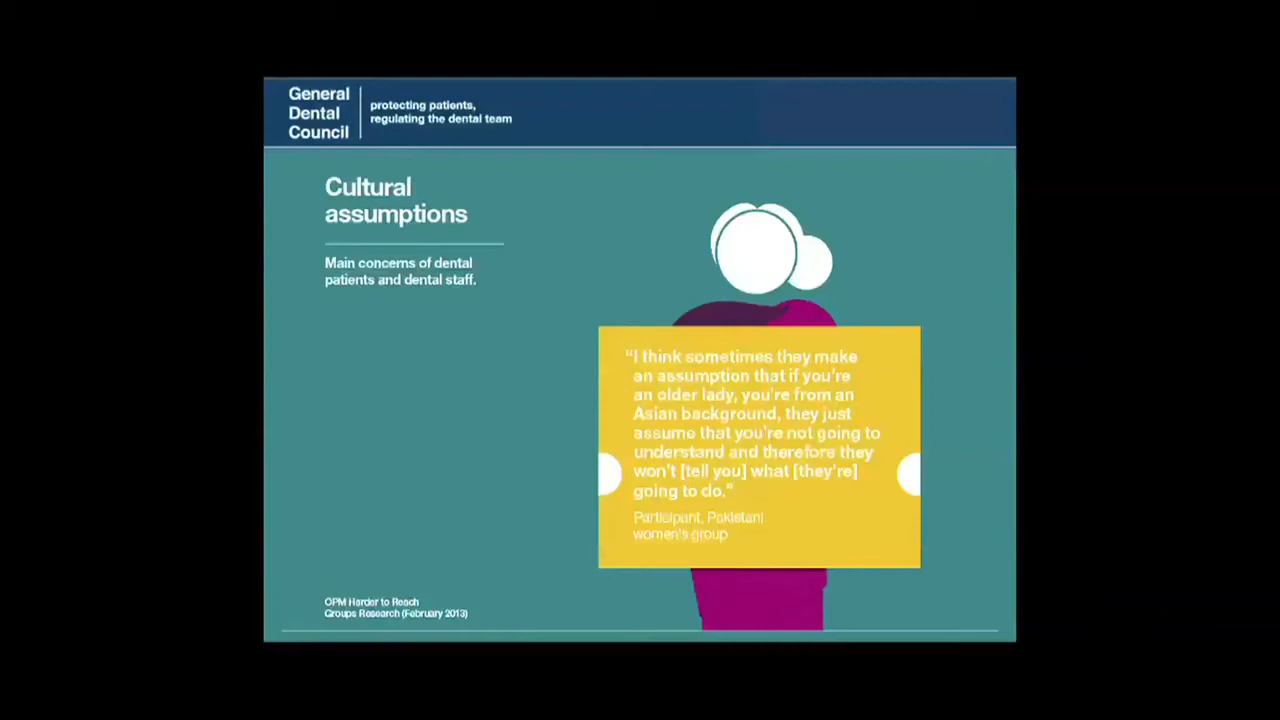 General
Dental
Council
protecting patients,
regulating the dental team
Cultural
assumptions
Main concerns of dental
patients and dental staff.
“I think sometimes they make
an assumption that if you're
an older lady, you're from an
Asian background, they just
assume that you're not going to
understand and therefore they
won't [tell you] what [they're]
going to do.”
Participant, Pakistani
women's group
OPM Harder to Reach
Groups Research (February 2013)